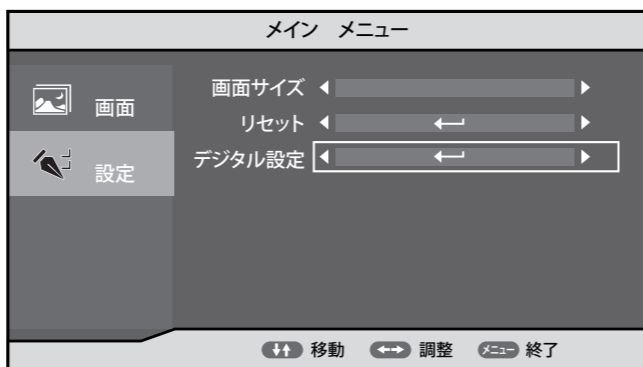 メイン メニュー
画面
設定
画面サイズ
リセット
デジタル設定
移動 調整 メニュー 終了